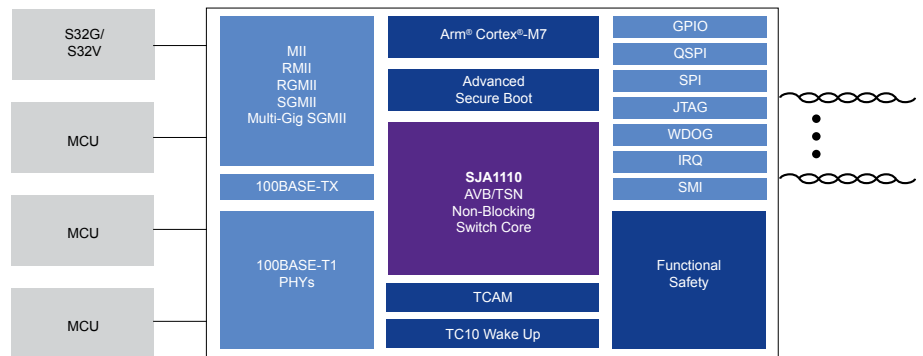 S32G/
S32V
MCU
MCU
MCU
MII
RMII
RGMII
SGMII
Multi-Gig SGMII
100BASE-TX
100BASE-T1
PHYs
Arm® Cortex®-M7
Advanced
Secure Boot
SJA1110
AVB/TSN
Non-Blocking
Switch Core
TCAM
TC10 Wake Up
GPIO
QSPI
SPI
JTAG
WDOG
IRQ
SMI
Functional
Safety